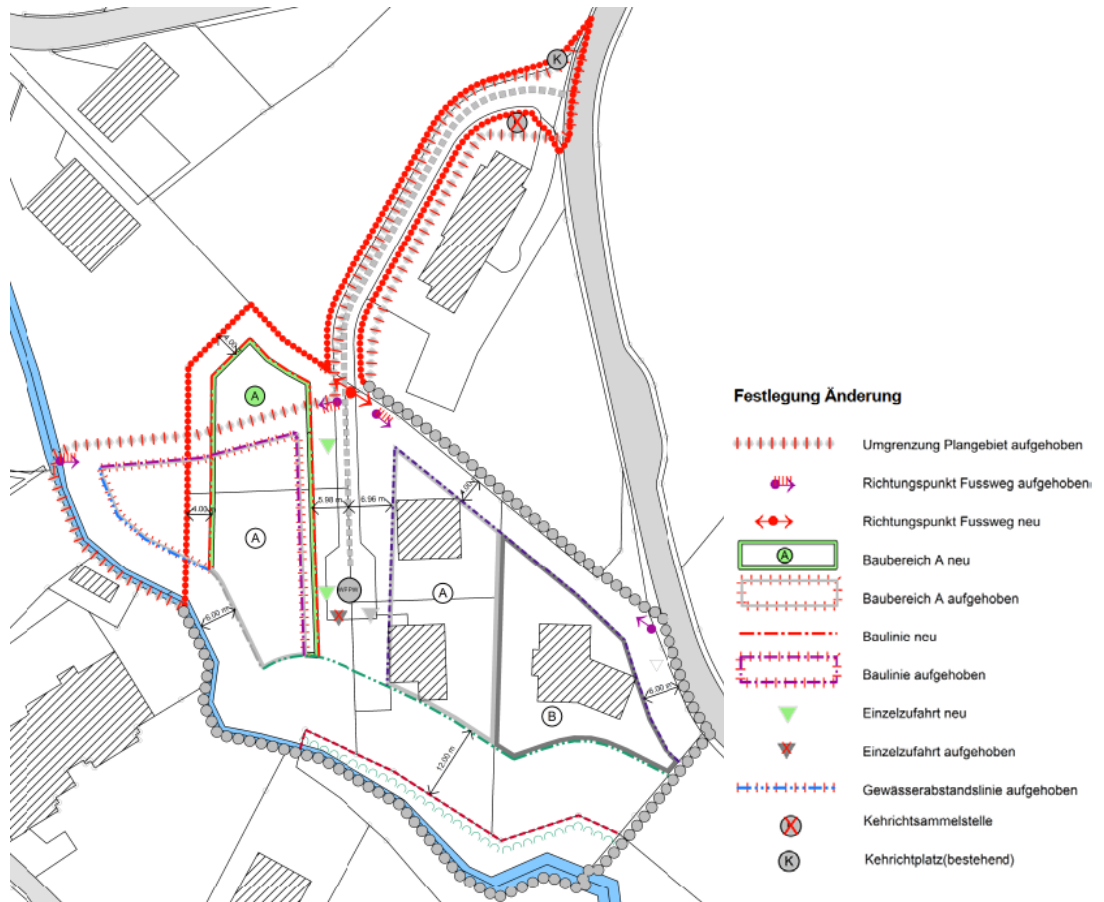 K
X
4.00
A
A
4.00 m
5.98 m
6.96 m
A
WFPW
X
6.00 m
B
6.00 m
12.00 m
Festlegung Änderung
Umgrenzung Plangebiet aufgehoben
Richtungspunkt Fussweg aufgehoben
Richtungspunkt Fussweg neu
A
Baubereich A neu
Baubereich A aufgehoben
Baulinie neu
Baulinie aufgehoben
Einzelzufahrt neu
X
Einzelzufahrt aufgehoben
Gewässerabstandslinie aufgehoben
X
Kehrichtsammelstelle
K
Kehrichtplatz(bestehend)